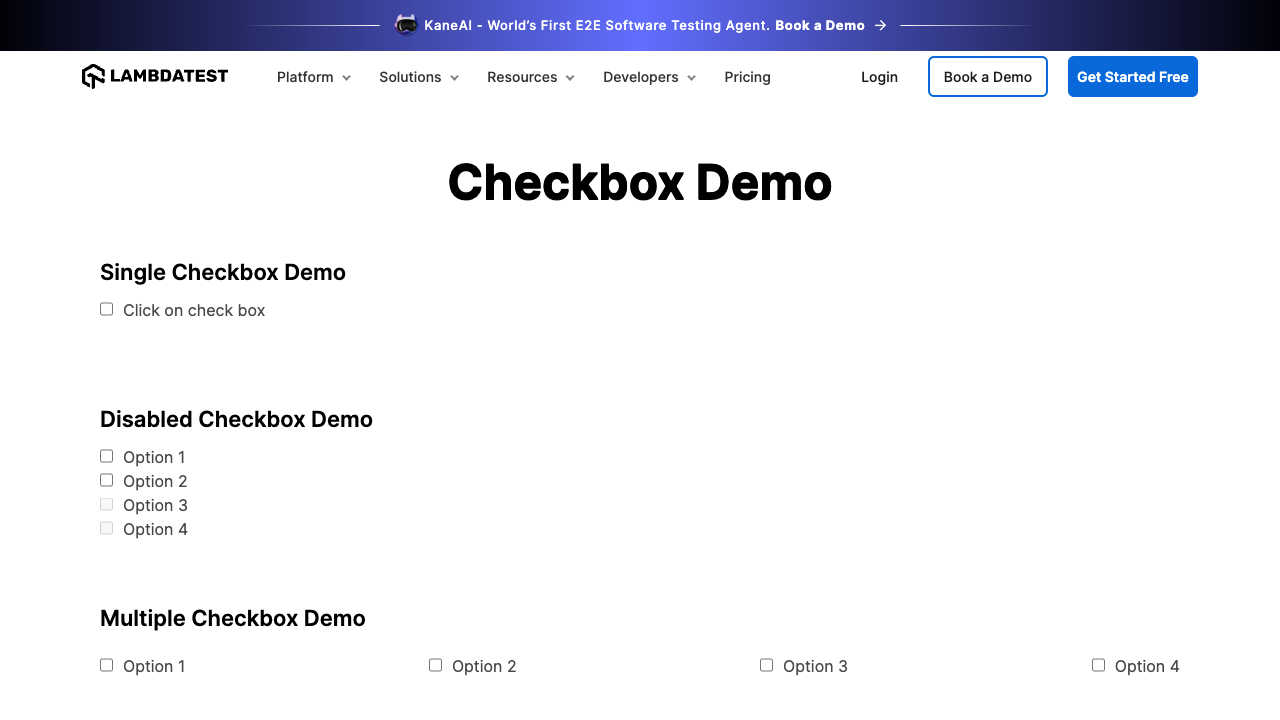 KaneAI - World’s First E2E Software Testing Agent. Book a Demo →
LAMBDATEST Platform Solutions Resources Developers Pricing Login Book a Demo Get Started Free
Checkbox Demo
Single Checkbox Demo
Click on check box
Disabled Checkbox Demo
Option 1
Option 2
Option 3
Option 4
Multiple Checkbox Demo
Option 1 Option 2 Option 3 Option 4